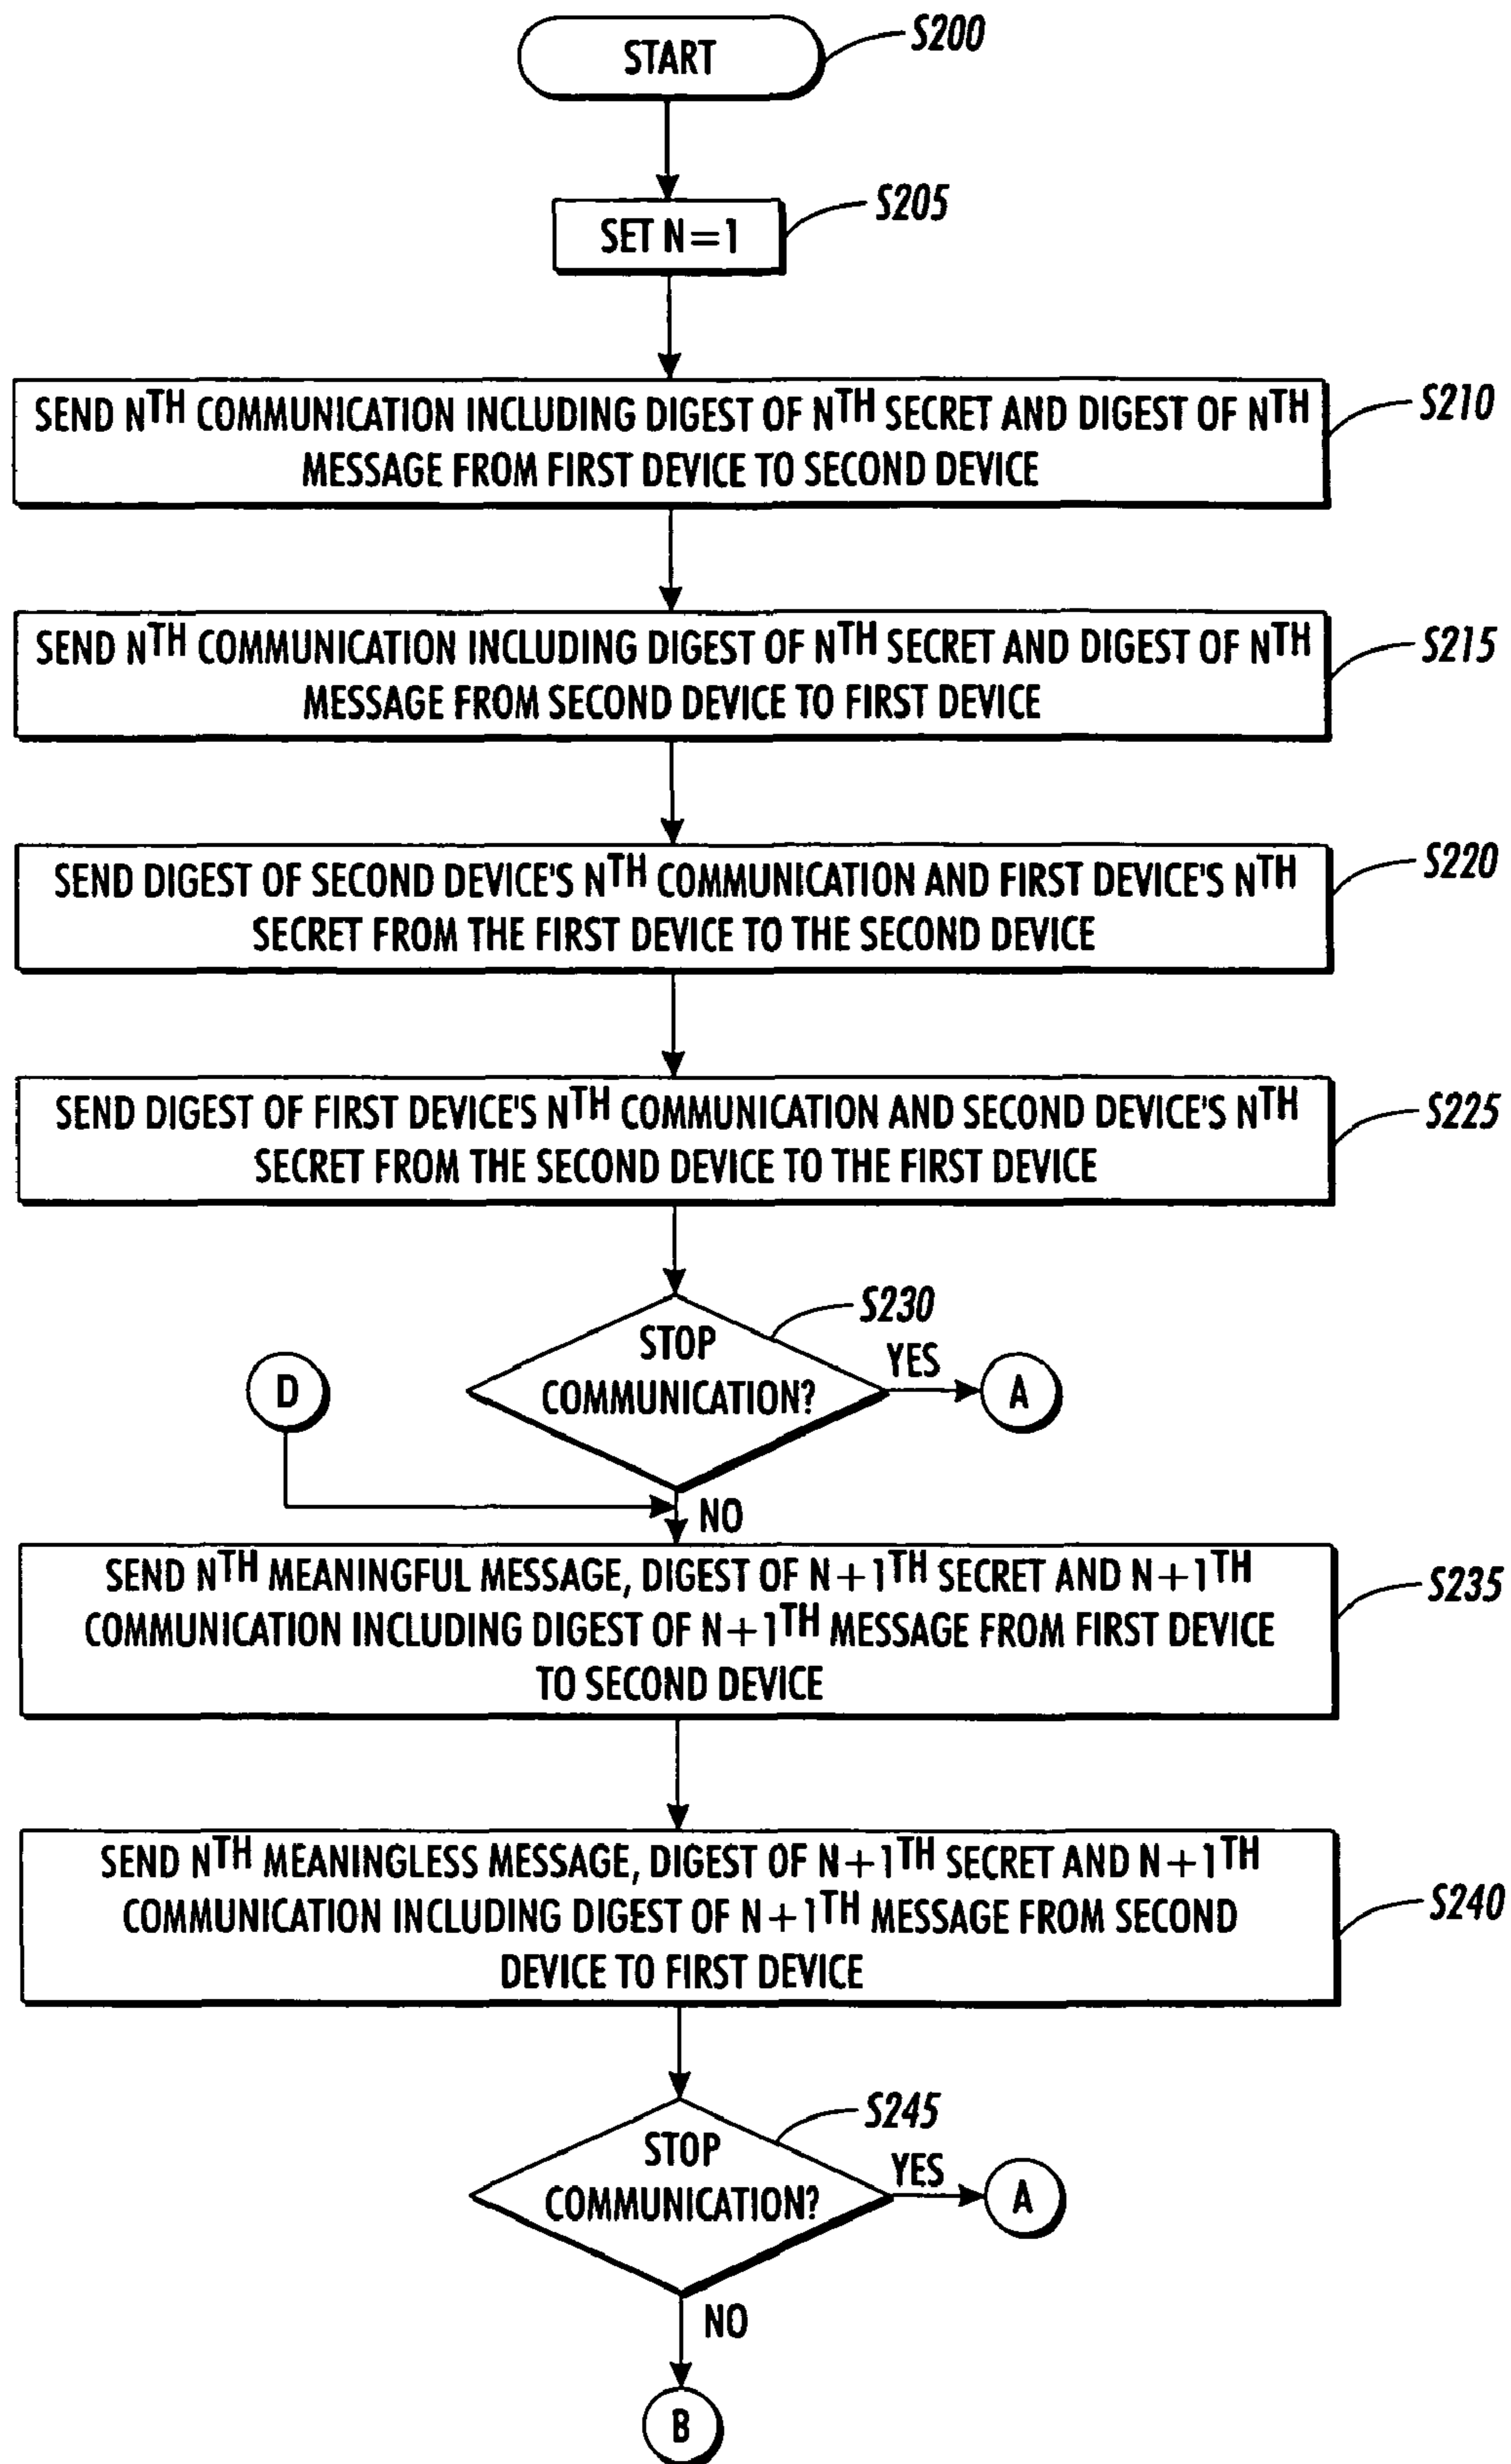 START
S200
SET N=1
S205
SEND NTH COMMUNICATION INCLUDING DIGEST OF NTH SECRET AND DIGEST OF NTH
MESSAGE FROM FIRST DEVICE TO SECOND DEVICE
S210
SEND NTH COMMUNICATION INCLUDING DIGEST OF NTH SECRET AND DIGEST OF NTH
MESSAGE FROM SECOND DEVICE TO FIRST DEVICE
S215
SEND DIGEST OF SECOND DEVICE'S NTH COMMUNICATION AND FIRST DEVICE'S NTH
SECRET FROM THE FIRST DEVICE TO THE SECOND DEVICE
S220
SEND DIGEST OF FIRST DEVICE'S NTH COMMUNICATION AND SECOND DEVICE'S NTH
SECRET FROM THE SECOND DEVICE TO THE FIRST DEVICE
S225
STOP
COMMUNICATION?
S230
YES
A
D
NO
SEND NTH MEANINGFUL MESSAGE, DIGEST OF N+1TH SECRET AND N+1TH
COMMUNICATION INCLUDING DIGEST OF N+1TH MESSAGE FROM FIRST DEVICE
TO SECOND DEVICE
S235
SEND NTH MEANINGLESS MESSAGE, DIGEST OF N+1TH SECRET AND N+1TH
COMMUNICATION INCLUDING DIGEST OF N+1TH MESSAGE FROM SECOND
DEVICE TO FIRST DEVICE
S240
STOP
COMMUNICATION?
S245
YES
A
NO
B